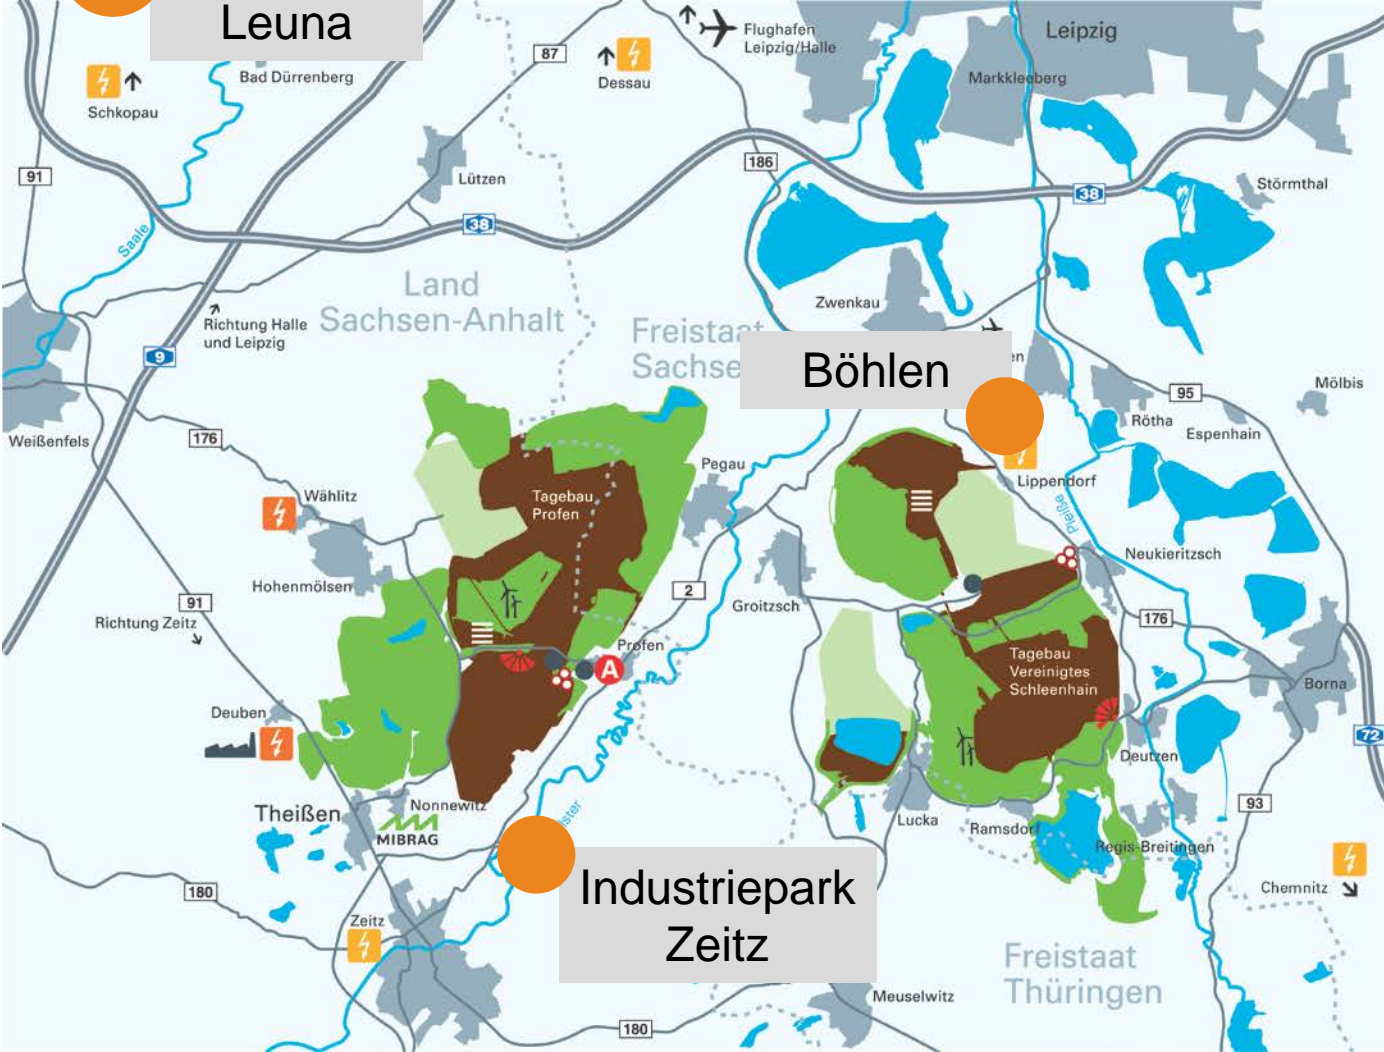 Leuna
Flughafen
Leipzig/Halle
Leipzig
87
Dessau
Bad Dürrenberg
Schkopau
Markkleeberg
91
186
Lützen
38
38
Störmthal
Saale
Land
Sachsen-Anhalt
Zwenkau
Richtung Halle
und Leipzig
Freistaat
Sachse
9
Böhlen
en
Mölbis
95
Rötha
Espenhain
Weißenfels
176
Pegau
Lippendorf
Wählitz
Tagebau
Profen
Pleiße
Neukieritzsch
Hohenmölsen
2
Groitzsch
91
Richtung Zeitz
176
Profen
A
Tagebau
Vereinigtes
Schleenhain
Borna
Deuben
72
Deutzen
Nonnewitz
Theißen
MIBRAG
ster
93
Lucka
Ramsdorf
Regis-Breitingen
180
Industriepark
Zeitz
Chemnitz
Zeitz
Freistaat
Thüringen
Meuselwitz
180